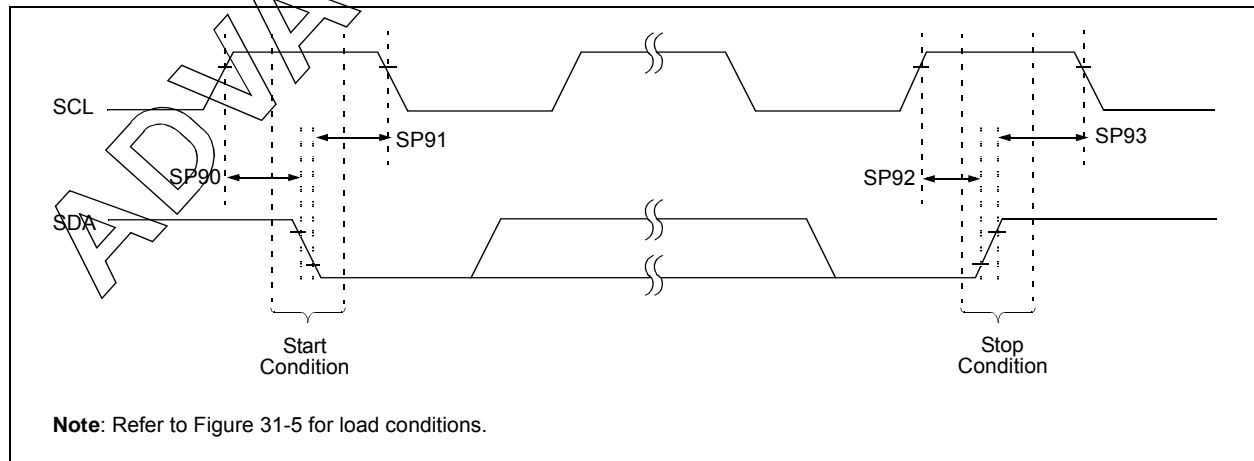 ADVA
SCL
SP91
SP93
SP90
SP92
SDA
Start
Condition
Stop
Condition
Note: Refer to Figure 31-5 for load conditions.